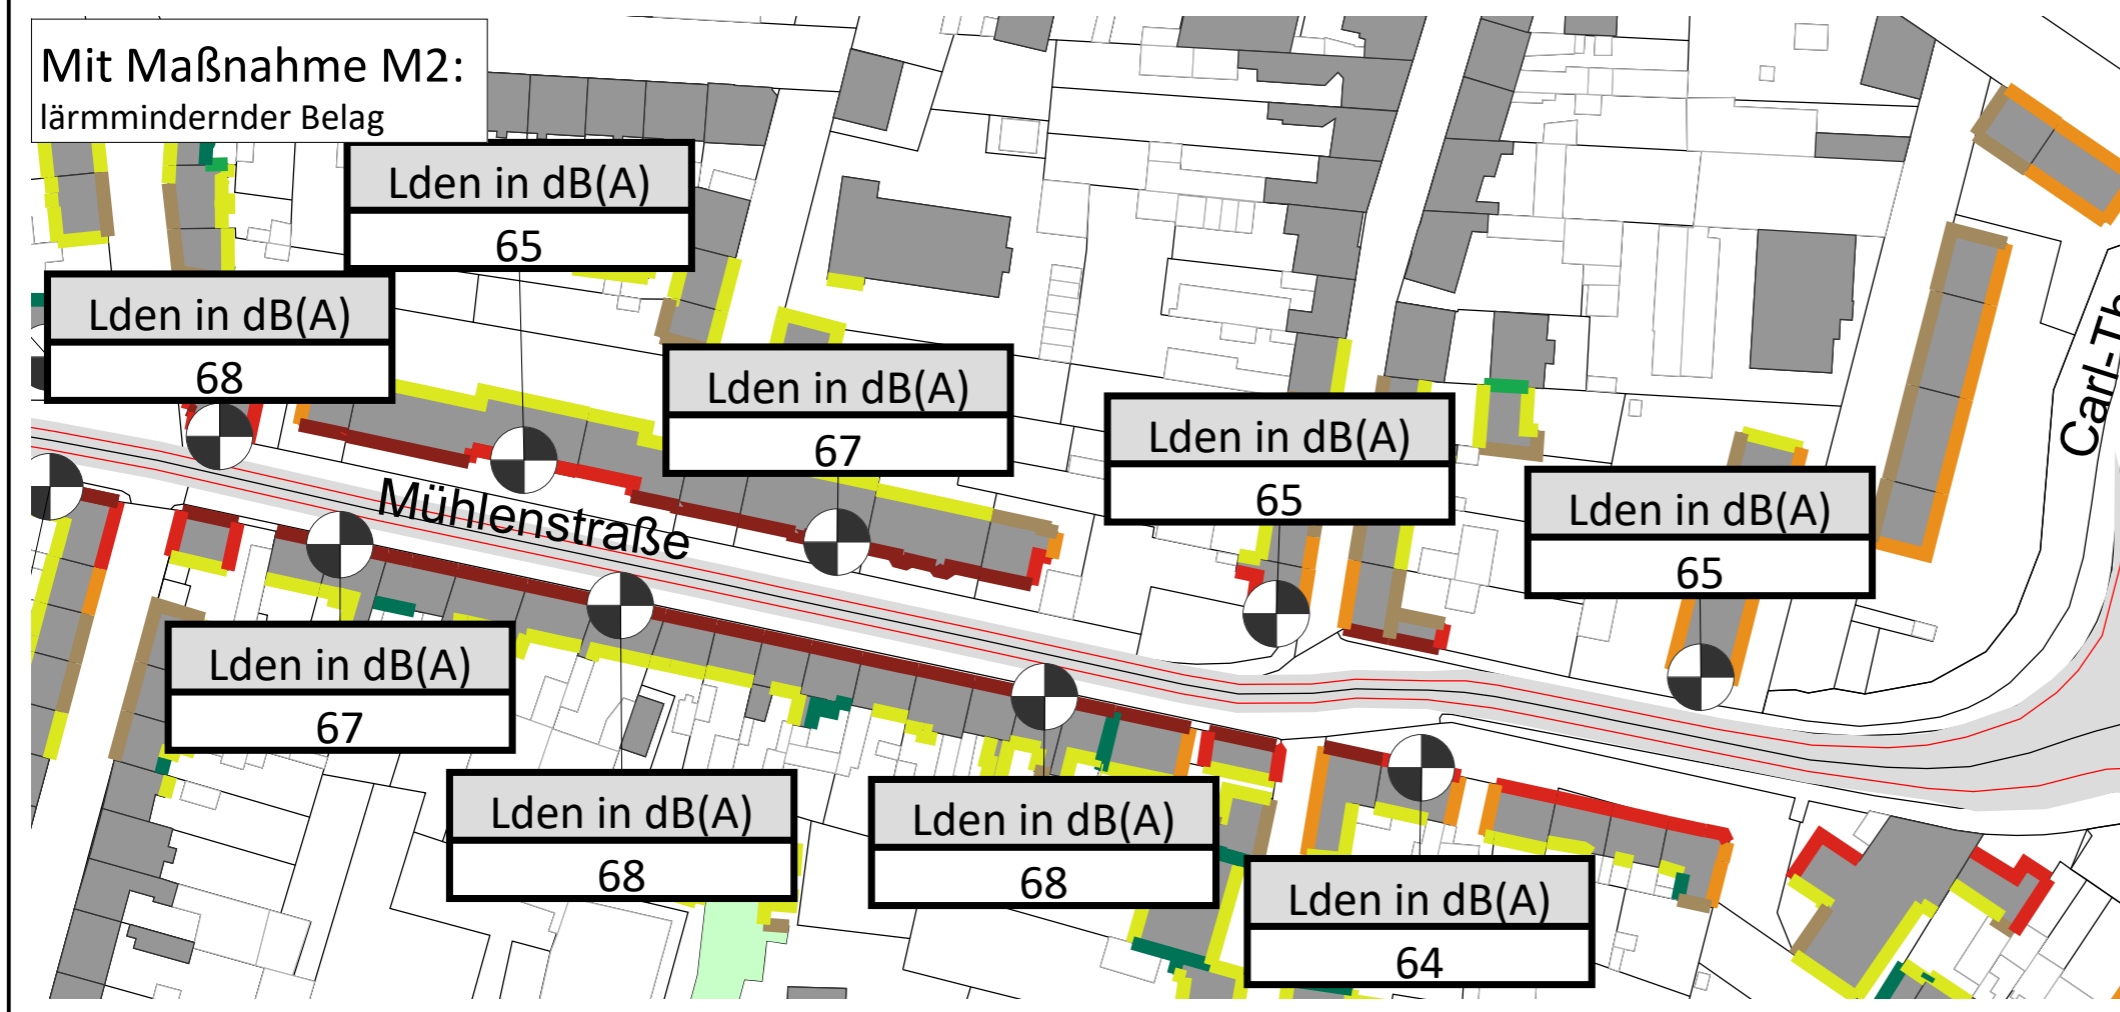 Mit Maßnahme M2:
lärmmindernder Belag
Lden in dB(A)
65
Lden in dB(A)
68
Lden in dB(A)
67
Lden in dB(A)
65
Lden in dB(A)
65
Mühlenstraße
Carl-Th
Lden in dB(A)
67
Lden in dB(A)
68
Lden in dB(A)
68
Lden in dB(A)
64